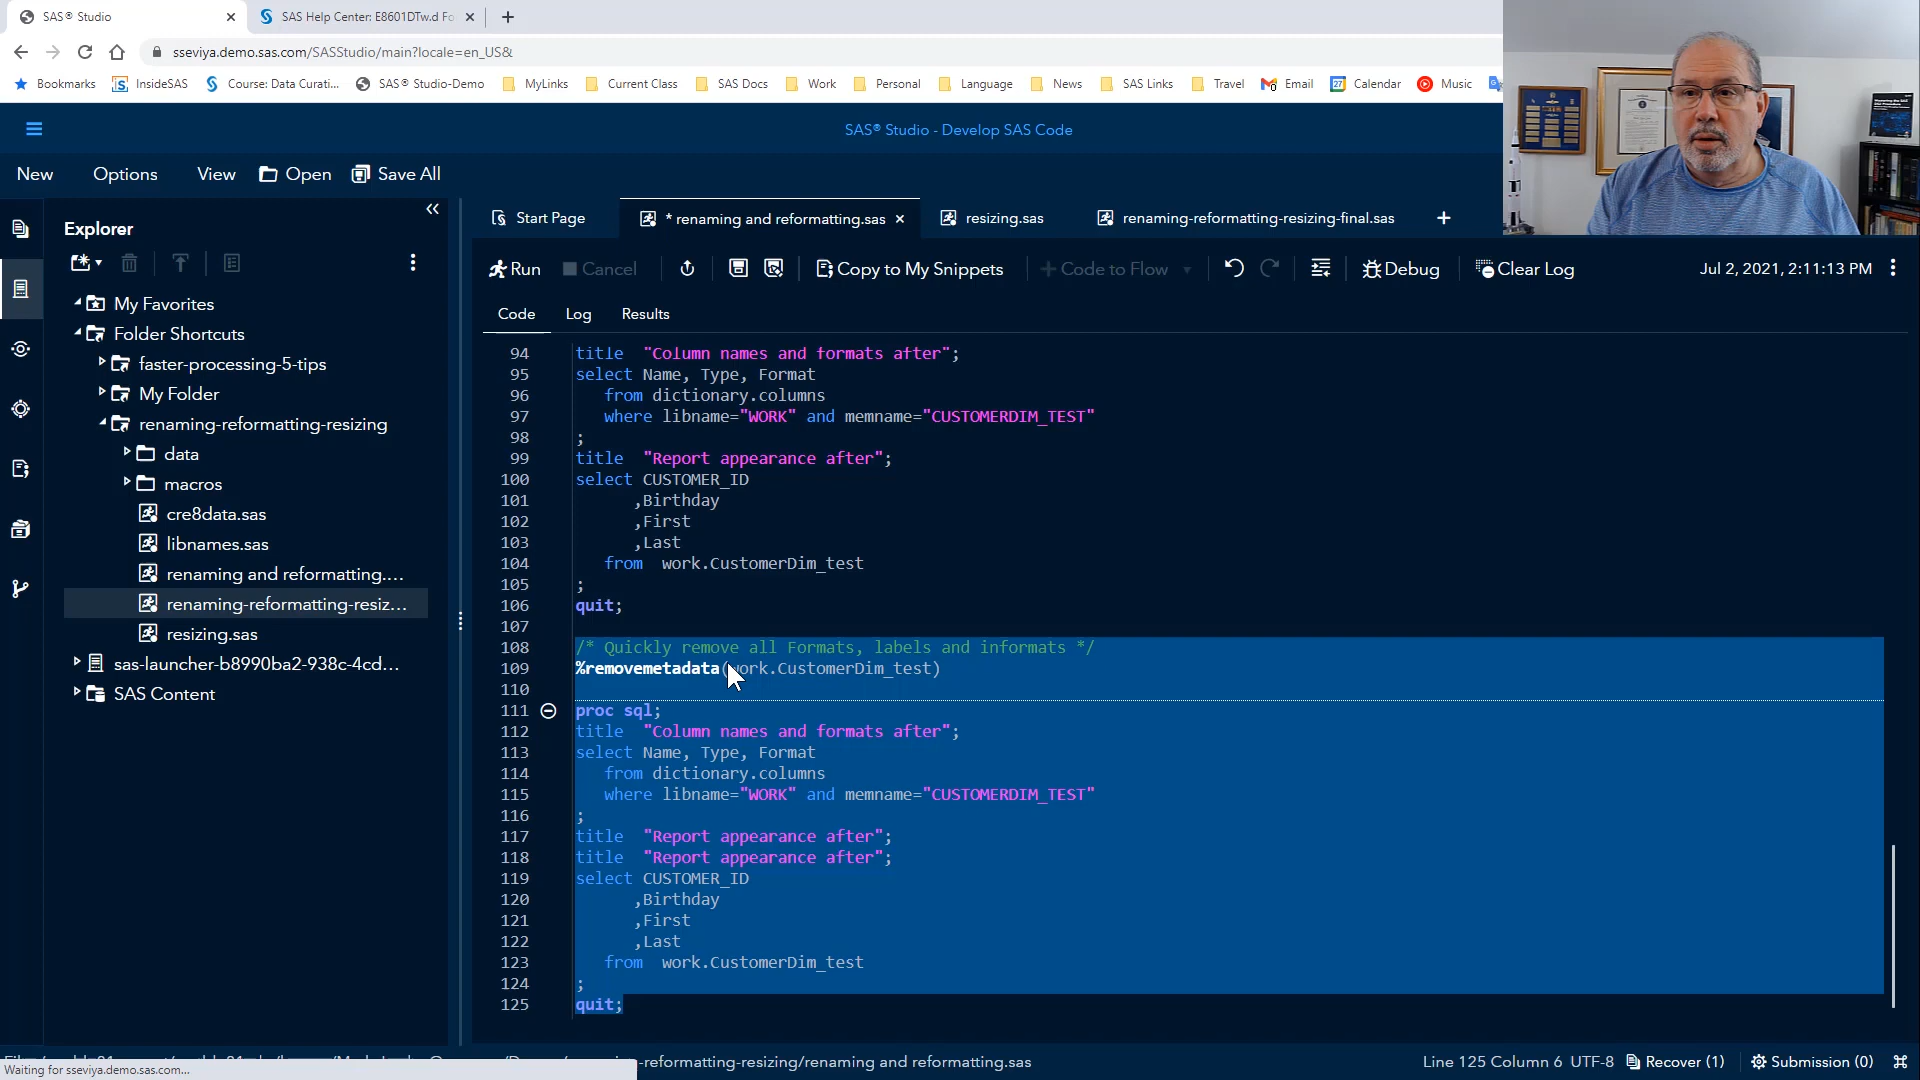 SAS® Studio
SAS Help Center: E8601DTw.d Fo
sseviya.demo.sas.com/SASStudio/main?locale=en_US&
Bookmarks InsideSAS Course: Data Curati... SAS® Studio-Demo MyLinks Current Class SAS Docs Work Personal Language News SAS Links Travel Email 27 Calendar Music
SAS® Studio - Develop SAS Code
New Options View Open Save All
Explorer
My Favorites
Folder Shortcuts
faster-processing-5-tips
My Folder
renaming-reformatting-resizing
data
macros
cre8data.sas
libnames.sas
renaming and reformatting....
renaming-reformatting-resiz...
resizing.sas
sas-launcher-b8990ba2-938c-4cd...
SAS Content
Start Page * renaming and reformatting.sas resizing.sas renaming-reformatting-resizing-final.sas
Run Cancel Copy to My Snippets Code to Flow Debug Clear Log Jul 2, 2021, 2:11:13 PM
Code Log Results
94 title "Column names and formats after";
95 select Name, Type, Format
96 from dictionary.columns
97 where libname="WORK" and memname="CUSTOMERDIM_TEST"
98 ;
99 title "Report appearance after";
100 select CUSTOMER_ID
101 ,Birthday
102 ,First
103 ,Last
104 from work.CustomerDim_test
105 ;
106 quit;
107
108 /* Quickly remove all Formats, labels and informats */
109 %removemetadata(work.CustomerDim_test)
110
111 proc sql;
112 title "Column names and formats after";
113 select Name, Type, Format
114 from dictionary.columns
115 where libname="WORK" and memname="CUSTOMERDIM_TEST"
116 ;
117 title "Report appearance after";
118 title "Report appearance after";
119 select CUSTOMER_ID
120 ,Birthday
121 ,First
122 ,Last
123 from work.CustomerDim_test
124 ;
125 quit;
-reformatting-resizing/renaming and reformatting.sas
Line 125 Column 6 UTF-8 Recover (1) Submission (0)
Waiting for sseviya.demo.sas.com...